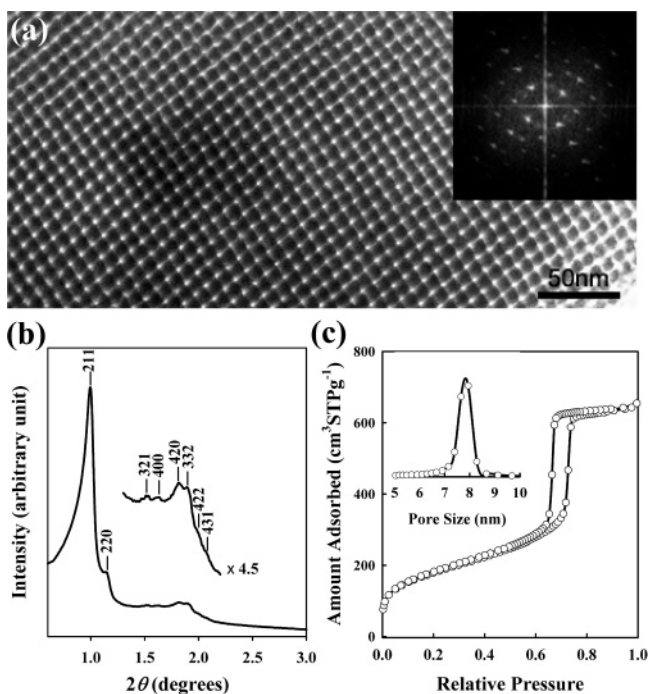 (a)
50nm
(b)
211
220
321
400
420
332
422
431
x 4.5
Intensity (arbitrary unit)
1.0 1.5 2.0 3.0
2θ (degrees)
(c)
800
600
400
200
0
Amount Adsorbed (cm³STPg⁻¹)
5 6 7 8 9 10
Pore Size (nm)
0.0 0.2 0.4 0.6 0.8 1.0
Relative Pressure